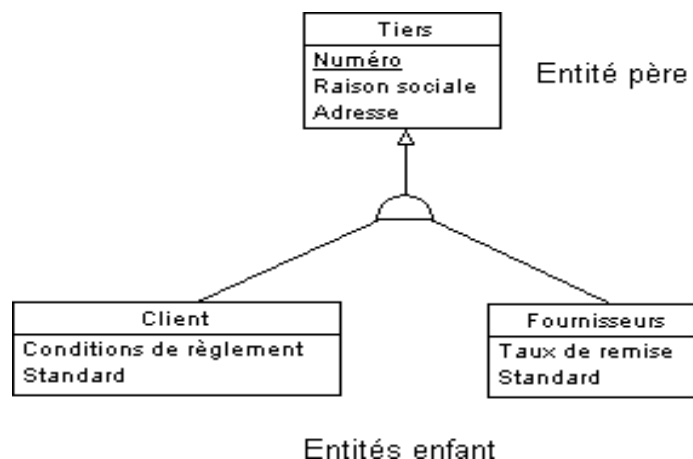 Tiers
Numéro
Raison sociale
Adresse
Entité père
Client
Conditions de règlement
Standard
Fournisseurs
Taux de remise
Standard
Entités enfant